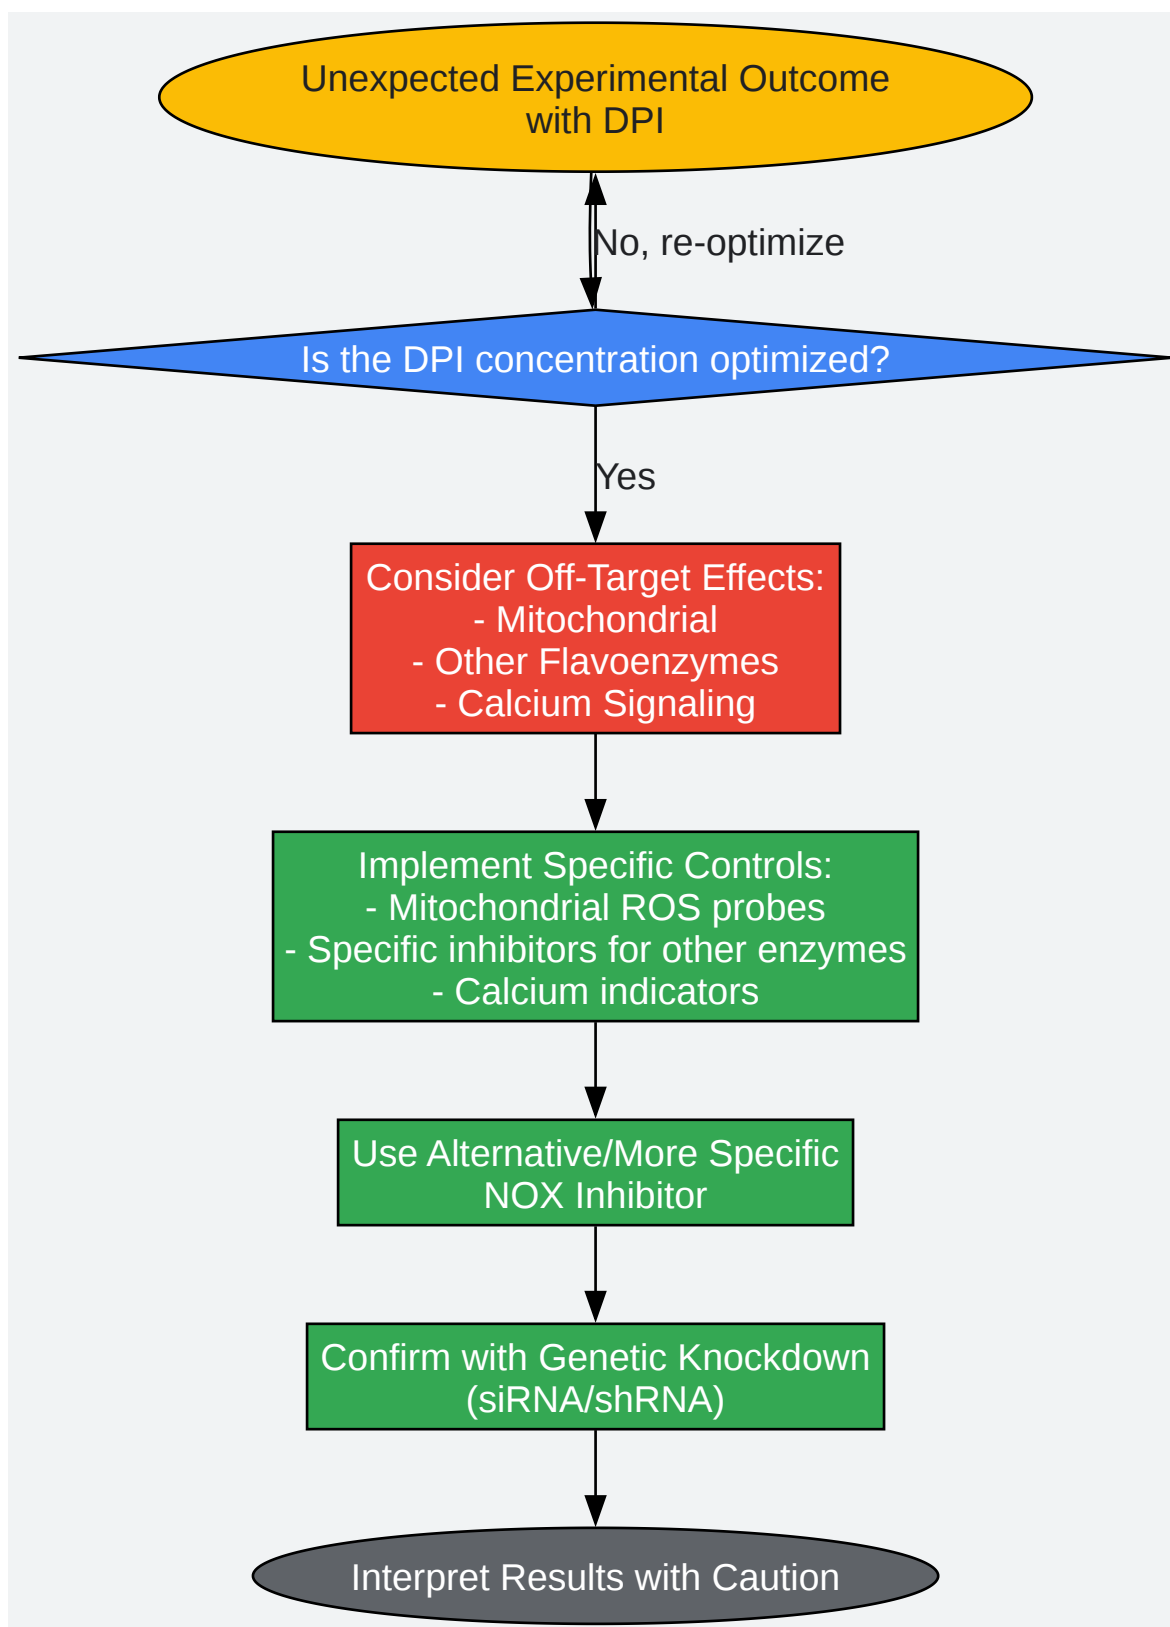 Unexpected Experimental Outcome
with DPI
No, re-optimize
Is the DPI concentration optimized?
Yes
Consider Off-Target Effects:
- Mitochondrial
- Other Flavoenzymes
- Calcium Signaling
Implement Specific Controls:
- Mitochondrial ROS probes
- Specific inhibitors for other enzymes
- Calcium indicators
Use Alternative/More Specific
NOX Inhibitor
Confirm with Genetic Knockdown
(siRNA/shRNA)
Interpret Results with Caution